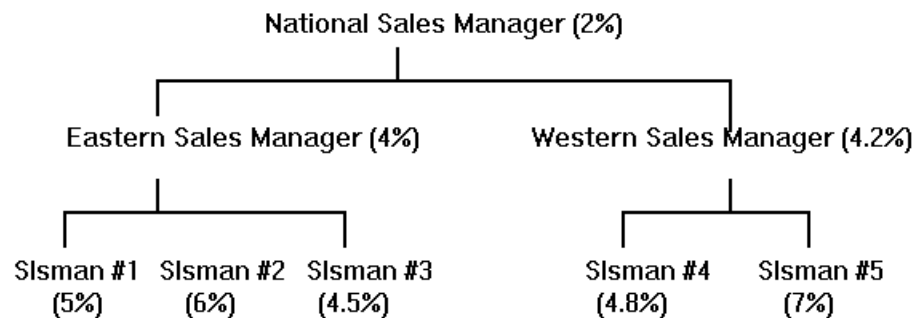 National Sales Manager (2%)
Eastern Sales Manager (4%) Western Sales Manager (4.2%)
Slsman #1 Slsman #2 Slsman #3 Slsman #4 Slsman #5
(5%) (6%) (4.5%) (4.8%) (7%)